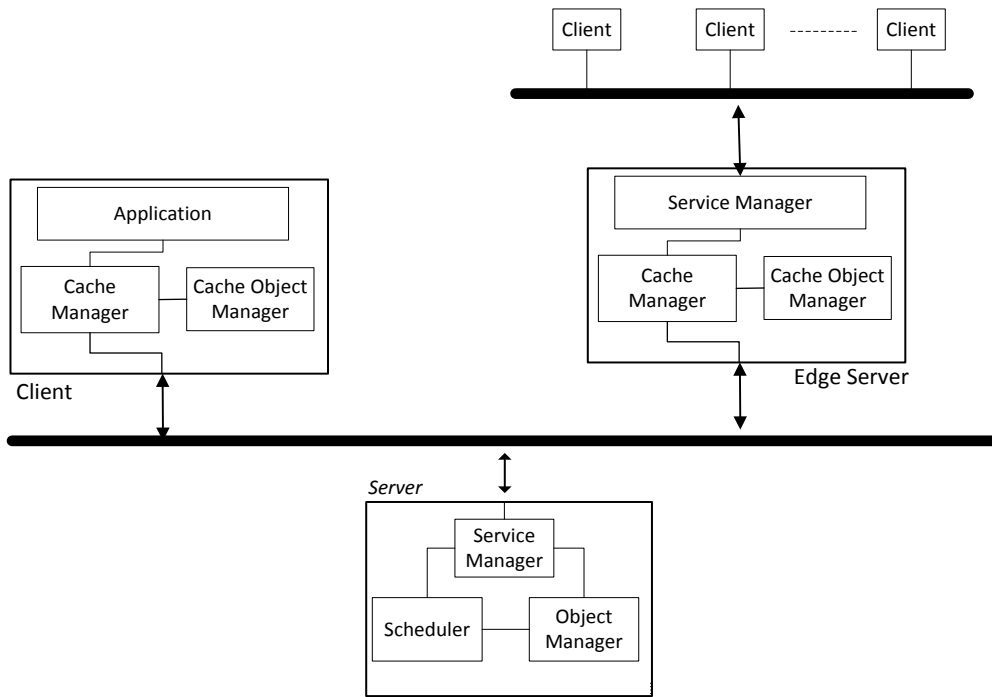 Client
Client
Client
Application
Cache
Manager
Cache Object
Manager
Client
Service Manager
Cache
Manager
Cache Object
Manager
Edge Server
Server
Service
Manager
Scheduler
Object
Manager